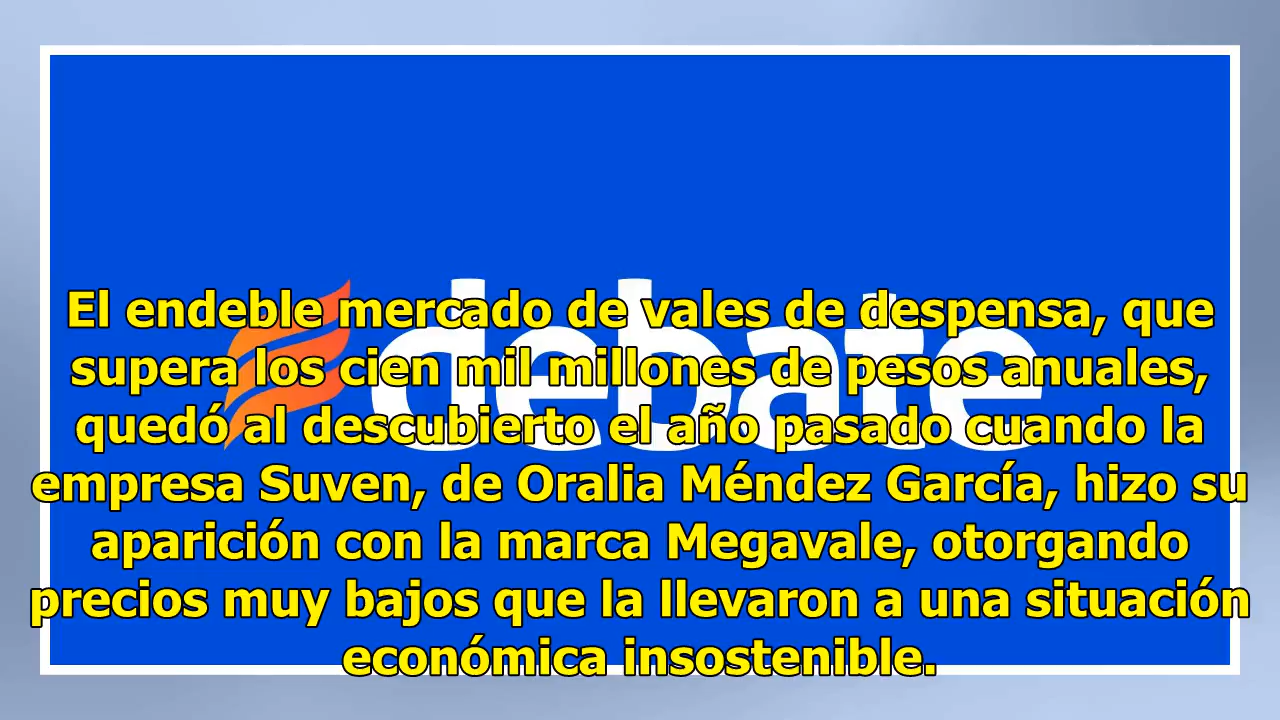 debate
El endeble mercado de vales de despensa, que
supera los cien mil millones de pesos anuales,
quedó al descubierto el año pasado cuando la
empresa Suven, de Oralia Méndez García, hizo su
aparición con la marca Megavale, otorgando
precios muy bajos que la llevaron a una situación
económica insostenible.